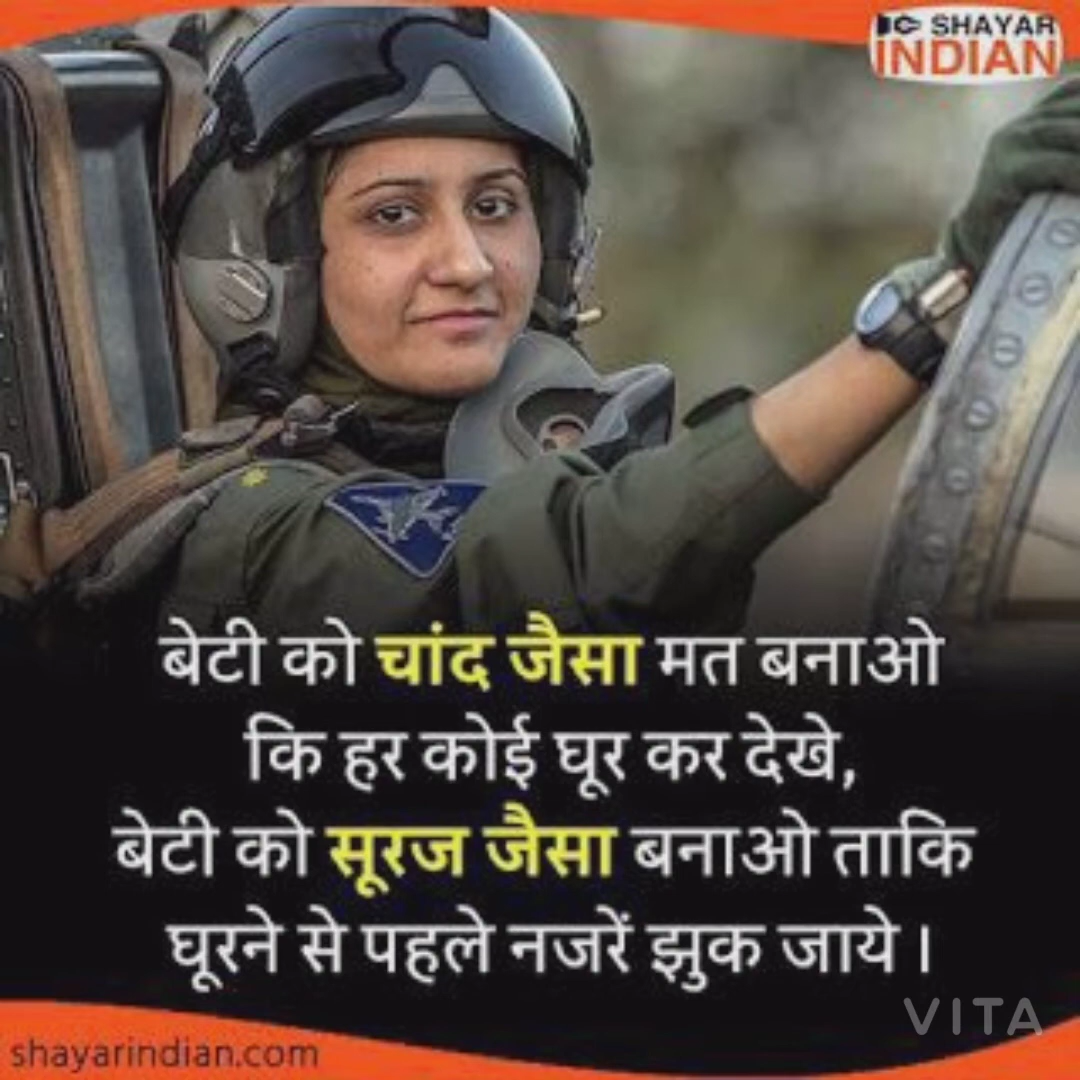 SHAYAR
INDIAN
बेटी को चांद जैसा मत बनाओ
कि हर कोई घूर कर देखे,
बेटी को सूरज जैसा बनाओ ताकि
घूरने से पहले नजरें झुक जाये।
VITA
shayarindian.com